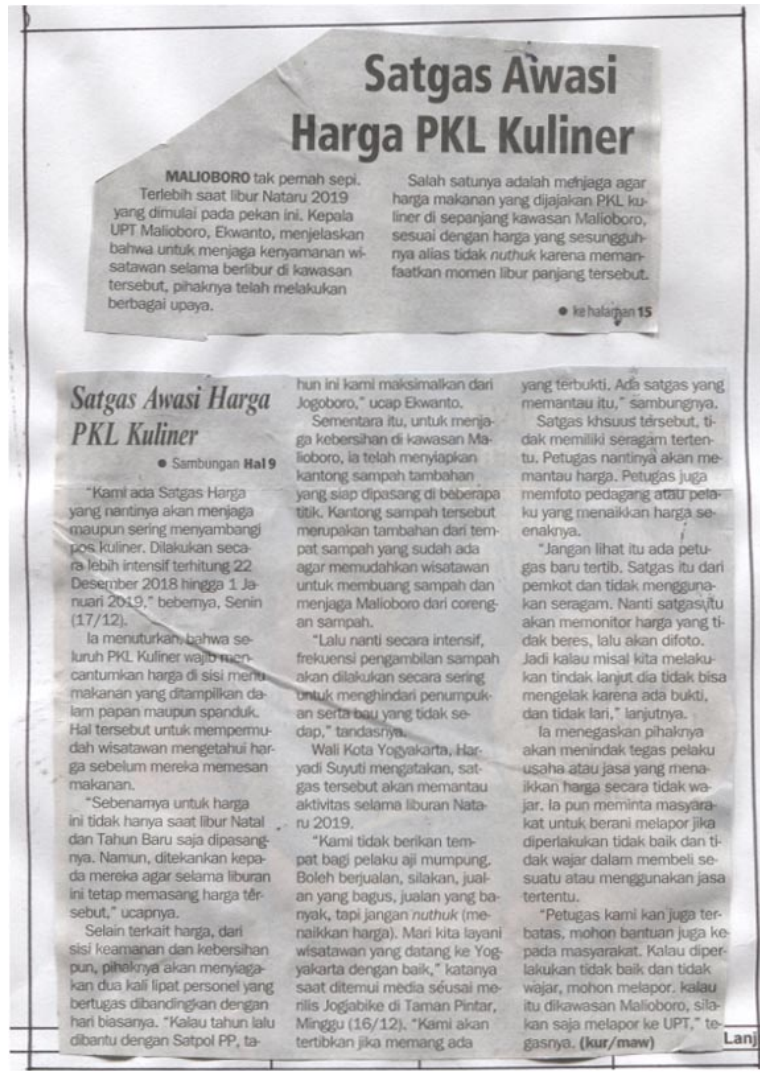 Satgas Awasi
Harga PKL Kuliner
MALIOBORO tak pernah sepi.
Terlebih saat libur Nataru 2019
yang dimulai pada pekan ini. Kepala
UPT Malioboro, Ekwanto, menjelaskan
bahwa untuk menjaga kenyamanan wi-
satawan selama berlibur di kawasan
tersebut, pihaknya telah melakukan
berbagai upaya.
Salah satunya adalah menjaga agar
harga makanan yang dijajakan PKL ku-
liner di sepanjang kawasan Malioboro,
sesuai dengan harga yang sesungguh-
nya alias tidak nuthuk karena meman-
faatkan momen libur panjang tersebut.
● ke halaman 15
Satgas Awasi Harga
PKL Kuliner
● Sambungan Hal 9
"Kami ada Satgas Harga
yang nantinya akan menjaga
maupun sering menyambangi
pos kuliner. Dilakukan seca-
ra lebih intensif terhitung 22
Desember 2018 hingga 1 Ja-
nuari 2019," bebernya, Senin
(17/12).
Ia menuturkan, bahwa se-
luruh PKL Kuliner wajib men-
cantumkan harga di sisi menu
makanan yang ditampilkan da-
lam papan maupun spanduk.
Hal tersebut untuk mempermu-
dah wisatawan mengetahui har-
ga sebelum mereka memesan
makanan.
"Sebenarnya untuk harga
ini tidak hanya saat libur Natal
dan Tahun Baru saja dipasang-
nya. Namun, ditekankan kepa-
da mereka agar selama liburan
ini tetap memasang harga ter-
sebut," ucapnya.
Selain terkait harga, dari
sisi keamanan dan kebersihan
pun, pihaknya akan menyiaga-
kan dua kali lipat personel yang
bertugas dibandingkan dengan
hari biasanya. "Kalau tahun lalu
dibantu dengan Satpol PP, ta-
hun ini kami maksimalkan dari
Jogoboro," ucap Ekwanto.
Sementara itu, untuk menja-
ga kebersihan di kawasan Ma-
lioboro, ia telah menyiapkan
kantong sampah tambahan
yang siap dipasang di beberapa
titik. Kantong sampah tersebut
merupakan tambahan dari tem-
pat sampah yang sudah ada
agar memudahkan wisatawan
untuk membuang sampah dan
menjaga Malioboro dari coreng-
an sampah.
"Lalu nanti secara intensif,
frekuensi pengambilan sampah
akan dilakukan secara sering
untuk menghindari penumpuk-
an serta bau yang tidak se-
dap," tandasnya.
Wali Kota Yogyakarta, Har-
yadi Suyuti mengatakan, sat-
gas tersebut akan memantau
aktivitas selama liburan Nata-
ru 2019.
"Kami tidak berikan tem-
pat bagi pelaku aji mumpung.
Boleh berjualan, silakan, jual-
an yang bagus, jualan yang ba-
nyak, tapi jangan nuthuk (me-
naikkan harga). Mari kita layani
wisatawan yang datang ke Yog-
yakarta dengan baik," katanya
saat ditemui media seusai me-
rilis Jogjabike di Taman Pintar,
Minggu (16/12). "Kami akan
tertibkan jika memang ada
yang terbukti. Ada satgas yang
memantau itu," sambungnya.
Satgas khsuus tersebut, ti-
dak memiliki seragam terten-
tu. Petugas nantinya akan me-
mantau harga. Petugas juga
memfoto pedagang atau pela-
ku yang menaikkan harga se-
enaknya.
"Jangan lihat itu ada petu-
gas baru tertib. Satgas itu dari
pemkot dan tidak mengguna-
kan seragam. Nanti satgas itu
akan memonitor harga yang ti-
dak beres, lalu akan difoto.
Jadi kalau misal kita melaku-
kan tindak lanjut dia tidak bisa
mengelak karena ada bukti,
dan tidak lari," lanjutnya.
Ia menegaskan pihaknya
akan menindak tegas pelaku
usaha atau jasa yang mena-
ikkan harga secara tidak wa-
jar. Ia pun meminta masyara-
kat untuk berani melapor jika
diperlakukan tidak baik dan ti-
dak wajar dalam membeli se-
suatu atau menggunakan jasa
tertentu.
"Petugas kami kan juga ter-
batas, mohon bantuan juga ke-
pada masyarakat. Kalau diper-
lakukan tidak baik dan tidak
wajar, mohon melapor. kalau
itu dikawasan Malioboro, sila-
kan saja melapor ke UPT," te-
gasnya. (kur/maw)
Lanj